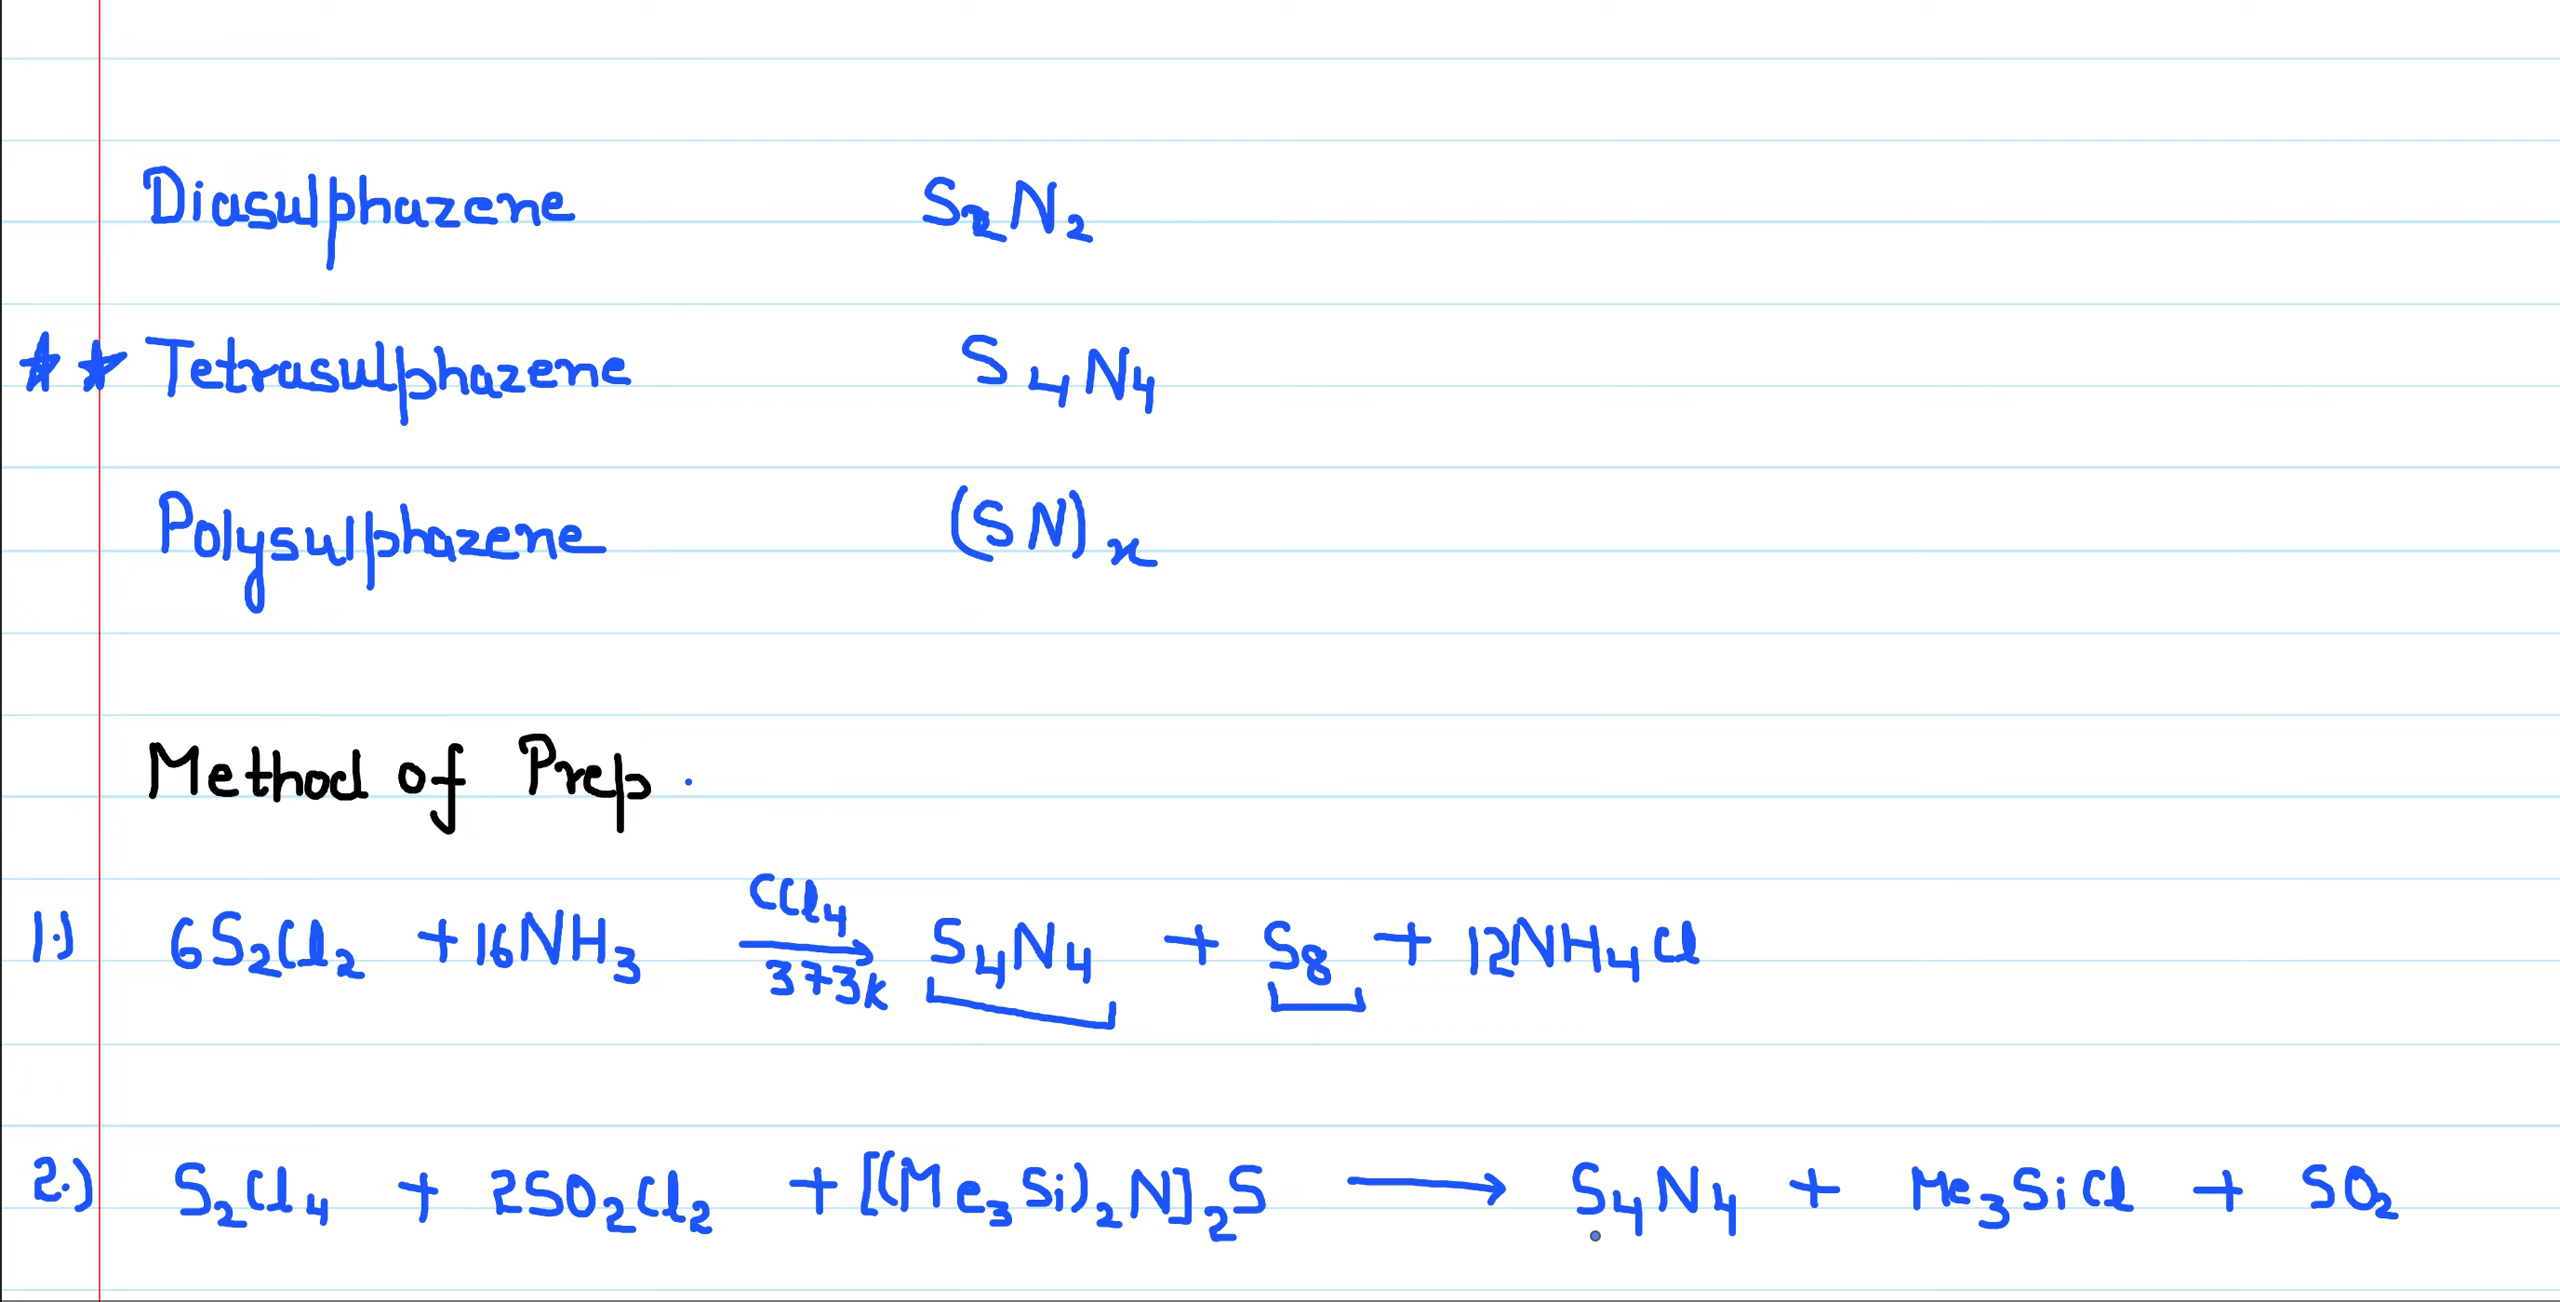 Diasulphazene S₂N₂
★★ Tetrasulphazene S₄N₄
Polysulphazene (SN)ₓ
Method of Prep.
1.) 6S₂Cl₂ + 16NH₃ —CCl₄/373K→ S₄N₄ + S₈ + 12NH₄Cl
2.) S₂Cl₄ + 2SO₂Cl₂ + [(Me₃Si)₂N]₂S ⟶ S₄N₄ + Me₃SiCl + SO₂